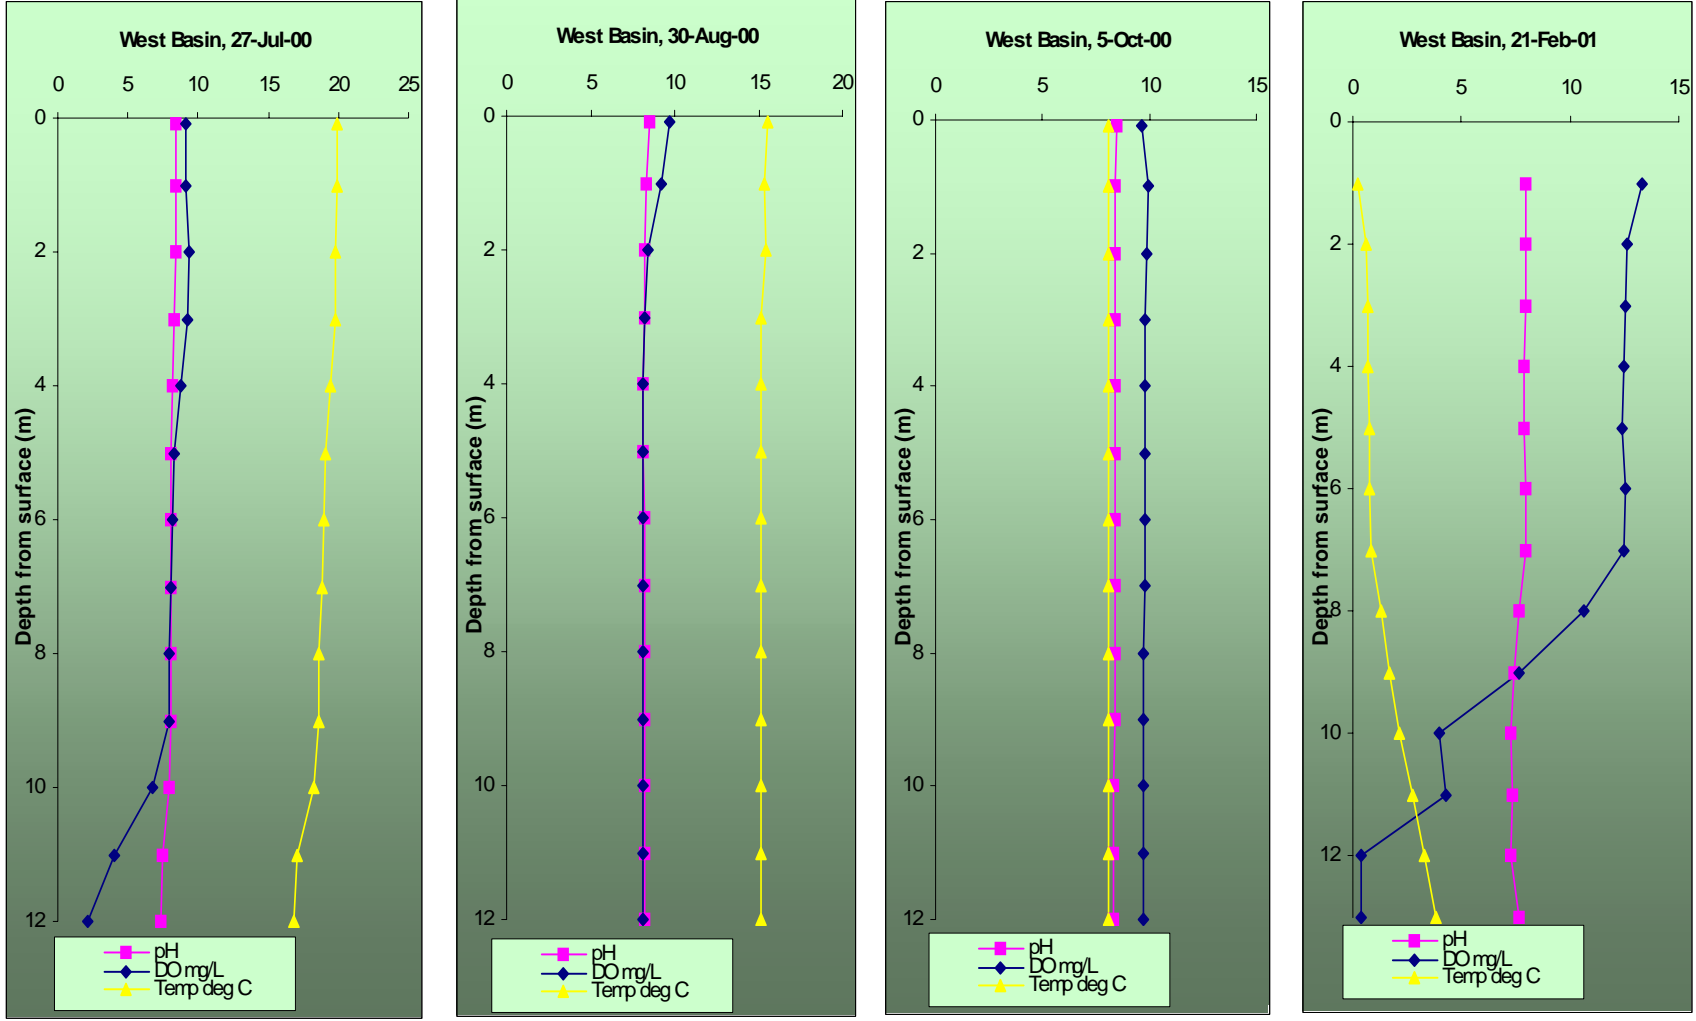 West Basin, 27-Jul-00
0 5 10 15 20 25
0
2
4
6
8
10
12
Depth from surface (m)
pH
DO mg/L
Temp deg C
West Basin, 30-Aug-00
0 5 10 15 20
0
2
4
6
8
10
12
Depth from surface (m)
pH
DO mg/L
Temp deg C
West Basin, 5-Oct-00
0 5 10 15
0
2
4
6
8
10
12
Depth from surface (m)
pH
DO mg/L
Temp deg C
West Basin, 21-Feb-01
0 5 10 15
0
2
4
6
8
10
12
Depth from surface (m)
pH
DO mg/L
Temp deg C